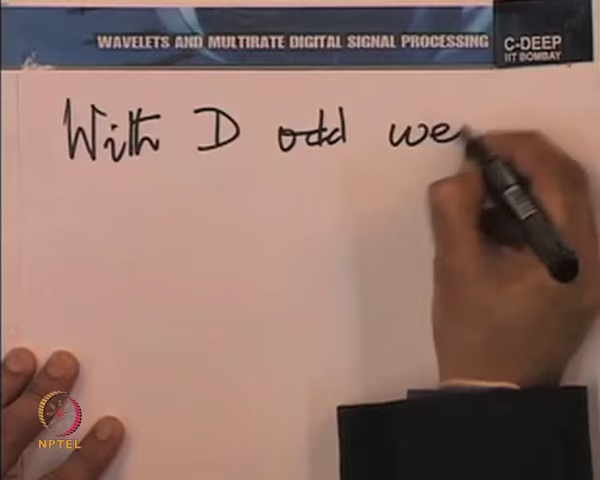 WAVELETS AND MULTIRATE DIGITAL SIGNAL PROCESSING
C-DEEP
IIT BOMBAY
With D odd we
NPTEL